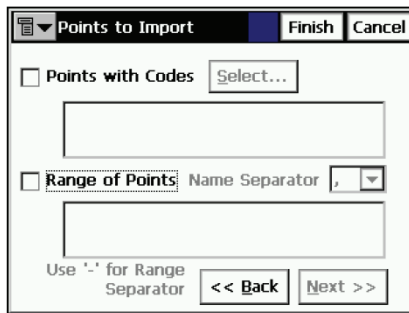 Points to Import Finish Cancel
Points with Codes Select...
Range of Points Name Separator ,
Use '-' for Range
Separator << Back Next >>